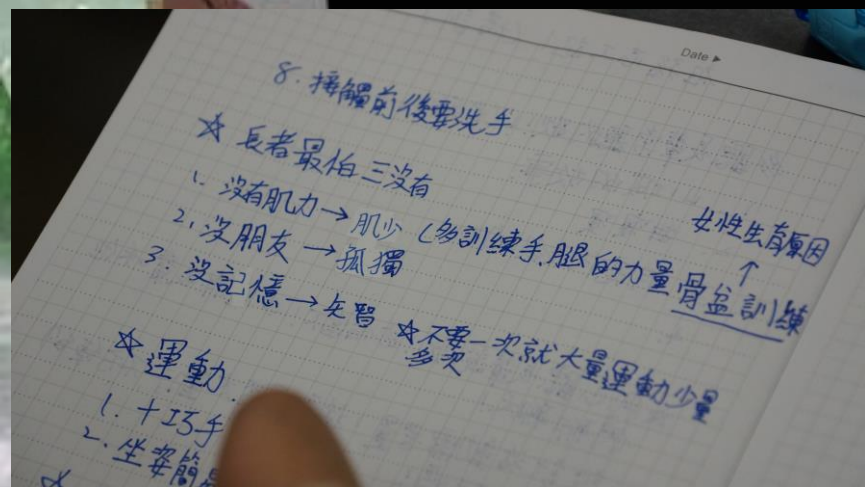 Date ▶
8. 接觸前後要洗手
☆ 長者最怕三沒有
1. 沒有肌力→肌少 (多訓練手.腿的力量骨盆訓練
↑
女性生育原因
2. 沒朋友→孤獨
3. 沒記憶→失智
☆不要一次就大量運動少量
多次
☆運動.
1. 十巧手
2. 坐姿簡